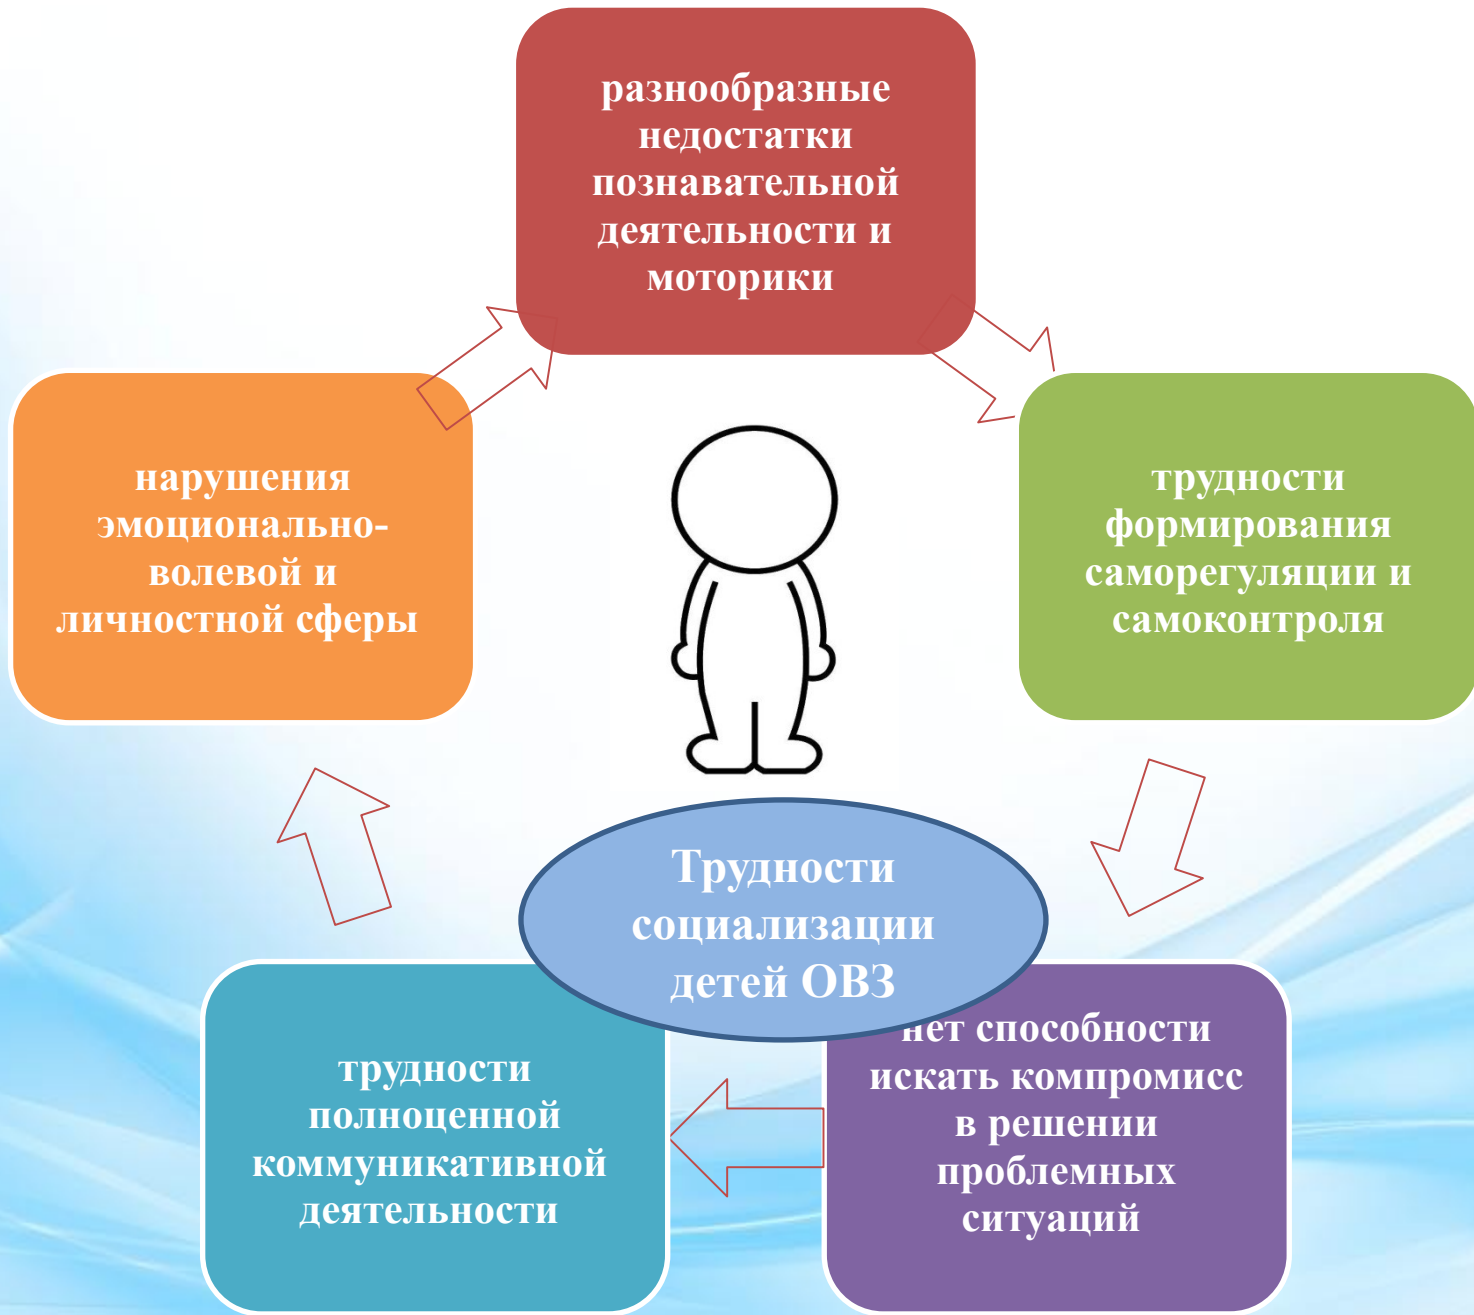 разнообразные
недостатки
познавательной
деятельности и
моторики
нарушения
эмоционально-
волевой и
личностной сферы
трудности
формирования
саморегуляции и
самоконтроля
Трудности
социализации
детей ОВЗ
трудности
полноценной
коммуникативной
деятельности
нет способности
искать компромисс
в решении
проблемных
ситуаций